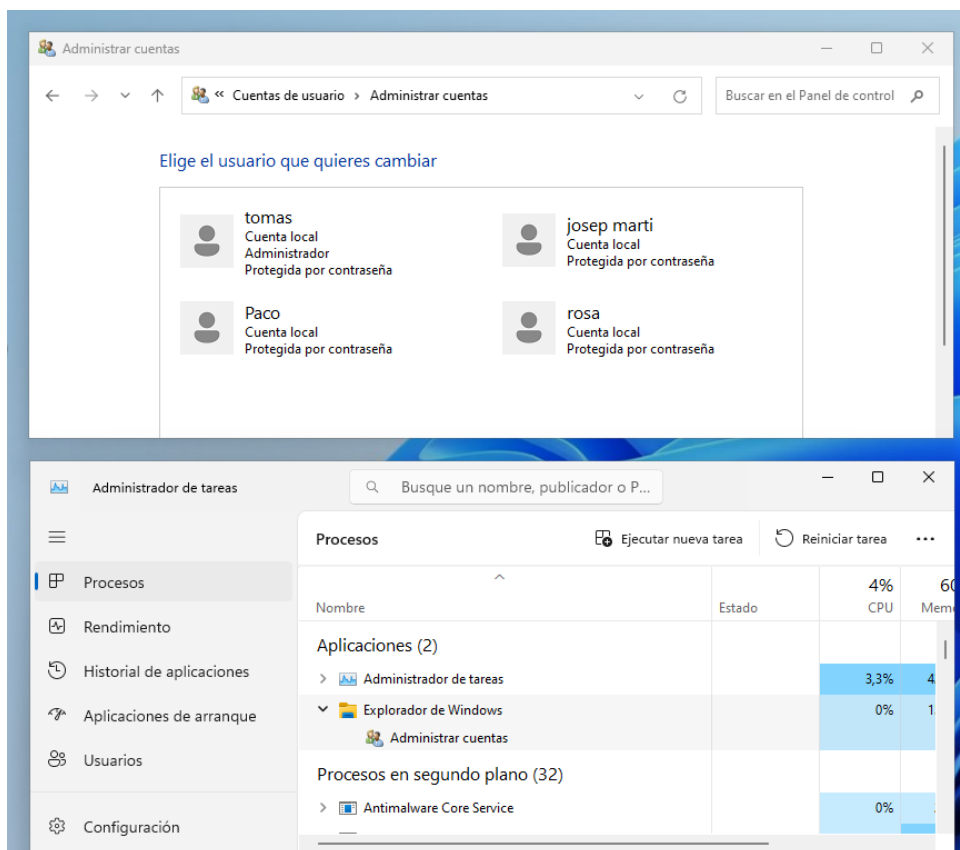 Administrar cuentas
« Cuentas de usuario > Administrar cuentas
Buscar en el Panel de control
Elige el usuario que quieres cambiar
tomas
Cuenta local
Administrador
Protegida por contraseña
josep marti
Cuenta local
Protegida por contraseña
Paco
Cuenta local
Protegida por contraseña
rosa
Cuenta local
Protegida por contraseña
Administrador de tareas
Busque un nombre, publicador o P...
Procesos
Ejecutar nueva tarea
Reiniciar tarea
Procesos
Rendimiento
Historial de aplicaciones
Aplicaciones de arranque
Usuarios
Configuración
4%
Nombre
Estado
CPU
Aplicaciones (2)
Administrador de tareas
3,3%
Explorador de Windows
0%
Administrar cuentas
Procesos en segundo plano (32)
Antimalware Core Service
0%